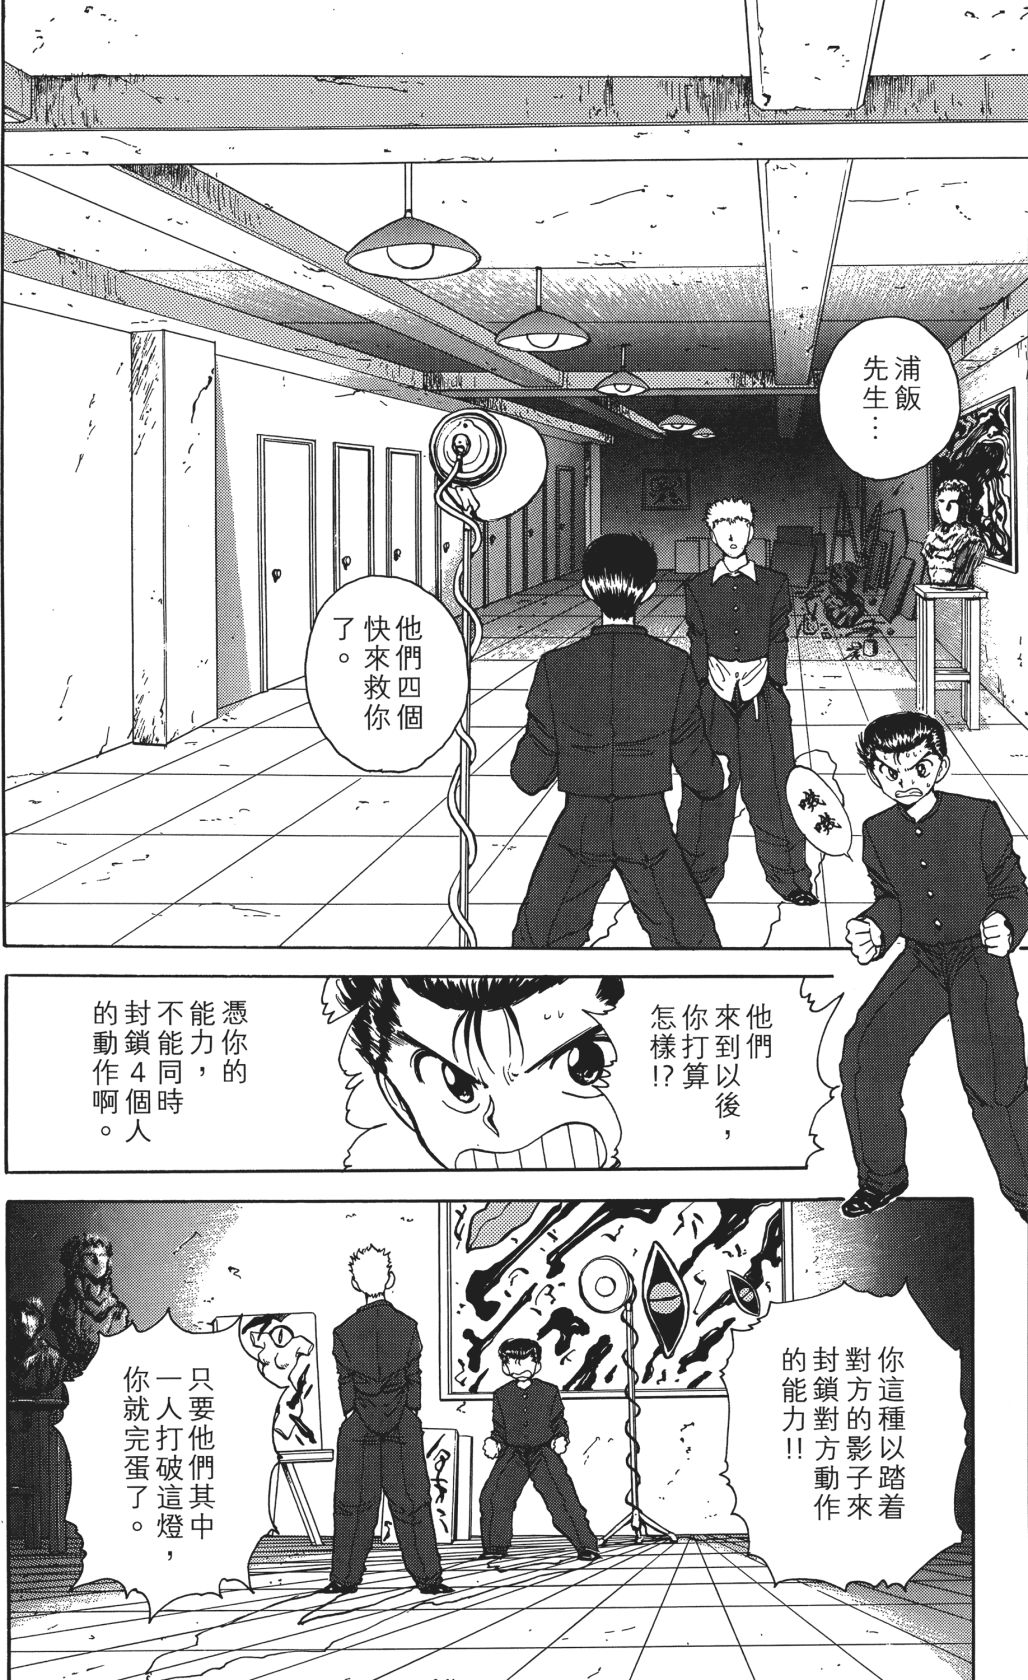 浦飯
先生…
他們四個
快來救你
了。
哦
哦
他們
來到以後，
你打算
怎樣!?
憑你的
能力，
不能同時
封鎖4個人
的動作啊。
你這種以踏着
對方的影子來
封鎖對方動作
的能力!!
只要他們其中
一人打破這燈，
你就完蛋了。